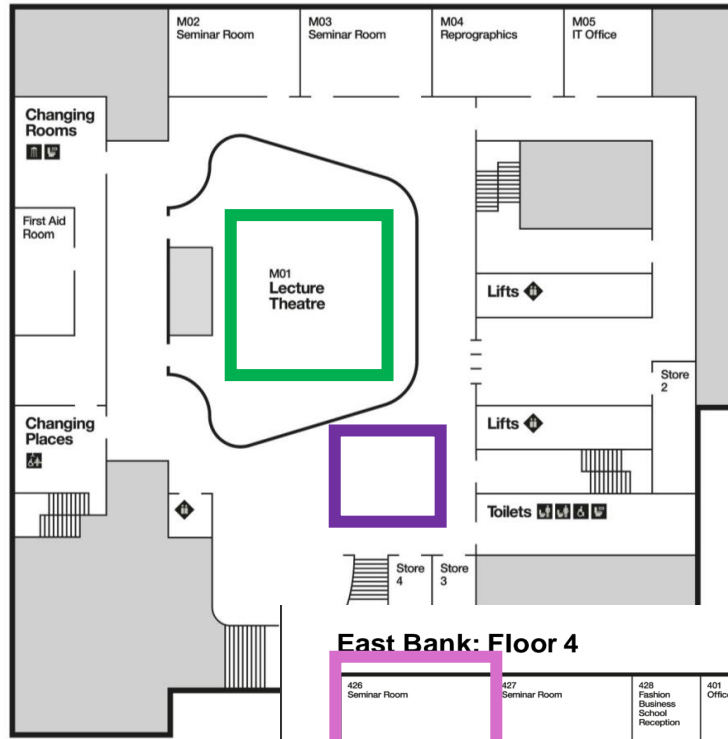 M02
Seminar Room
M03
Seminar Room
M04
Reprographics
M05
IT Office
Changing
Rooms
First Aid
Room
M01
Lecture
Theatre
Lifts
Store
2
Changing
Places
Lifts
Toilets
Store
4
Store
3
East Bank: Floor 4
426
Seminar Room
427
Seminar Room
428
Fashion
Business
School
Reception
401
Office